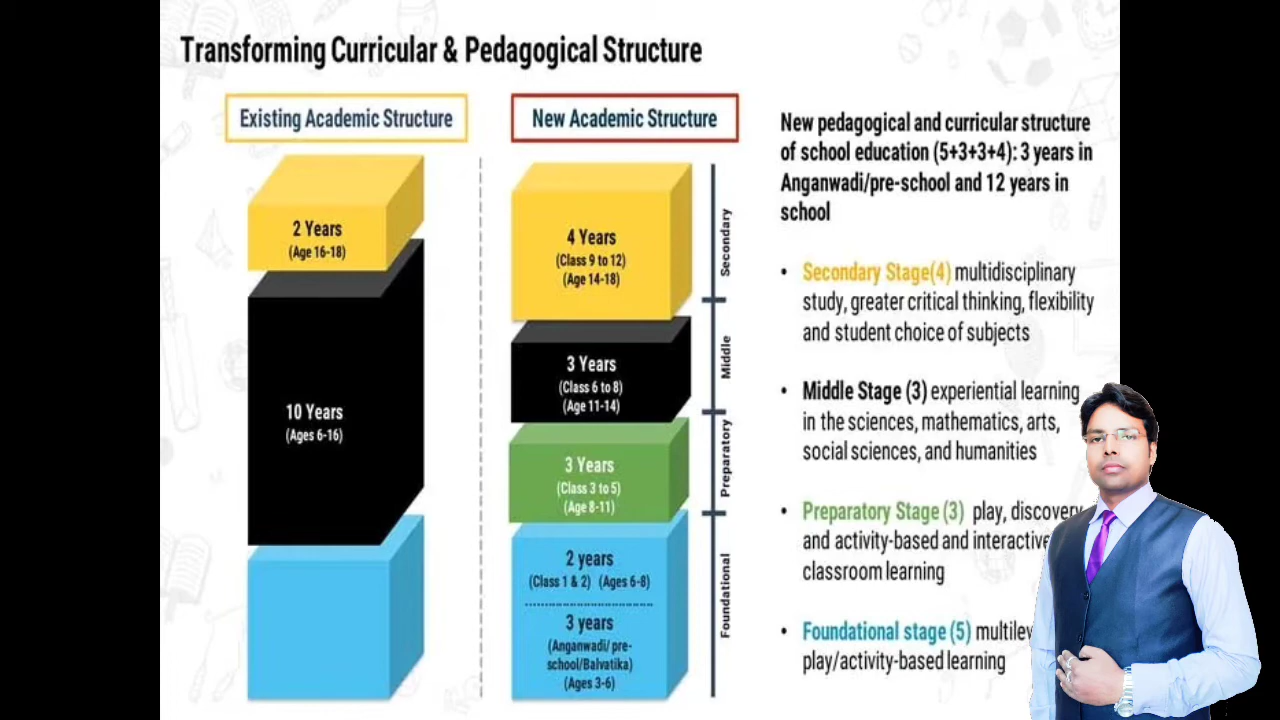 Transforming Curricular & Pedagogical Structure
Existing Academic Structure
2 Years
(Age 16-18)
10 Years
(Ages 6-16)
New Academic Structure
4 Years
(Class 9 to 12)
(Age 14-18)
Secondary
3 Years
(Class 6 to 8)
(Age 11-14)
Middle
3 Years
(Class 3 to 5)
(Age 8-11)
Preparatory
2 years
(Class 1 & 2) (Ages 6-8)
3 years
(Anganwadi/ pre-
school/Balvatika)
(Ages 3-6)
Foundational
New pedagogical and curricular structure
of school education (5+3+3+4): 3 years in
Anganwadi/pre-school and 12 years in
school
• Secondary Stage(4) multidisciplinary
study, greater critical thinking, flexibility
and student choice of subjects
• Middle Stage (3) experiential learning
in the sciences, mathematics, arts,
social sciences, and humanities
• Preparatory Stage (3) play, discovery
and activity-based and interactive
classroom learning
• Foundational stage (5)
play/activity-based learning